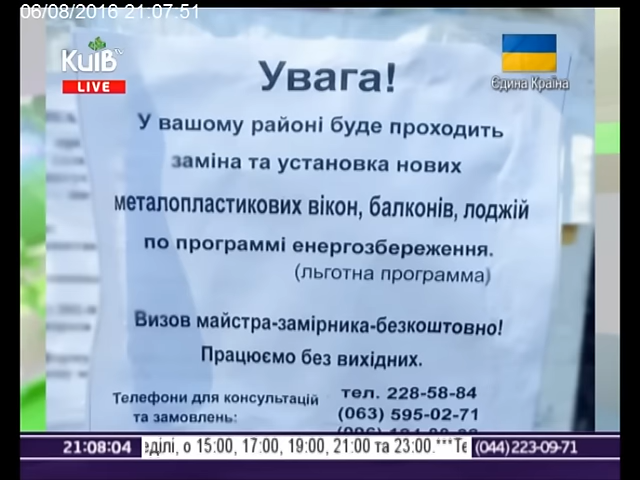 06/08/2016 21:07:51
КиїВ
LIVE
Єдина Країна
Увага!
У вашому районі буде проходить
заміна та установка нових
металопластикових вікон, балконів, лоджій
по программі енергозбереження.
(льготна программа)
Визов майстра-замірника-безкоштовно!
Працюємо без вихідних.
Телефони для консультацій
та замовлень:
тел. 228-58-84
(063) 595-02-71
21:08:04
еділі, о 15:00, 17:00, 19:00, 21:00 та 23:00.***Те
(044)223-09-71